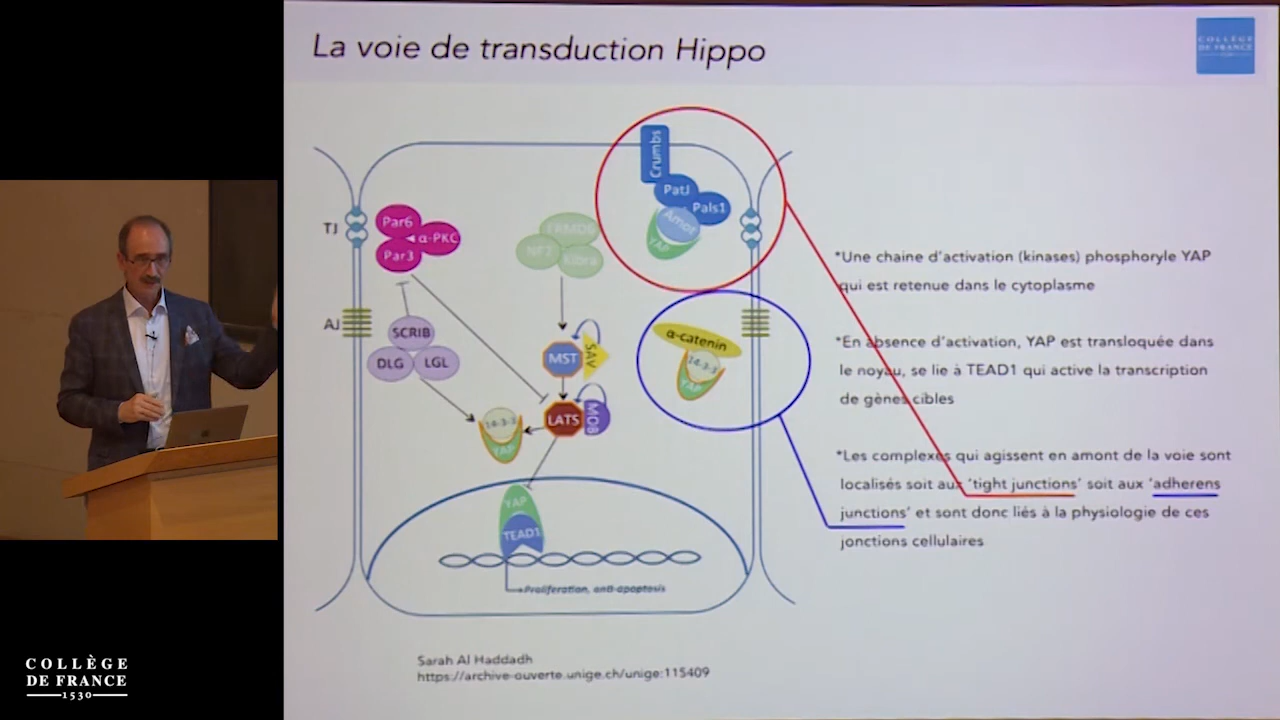 La voie de transduction Hippo
COLLÈGE
DE FRANCE
1530
Crumbs
PatJ
Pals1
Amot
YAP
TJ
Par6
α-PKC
Par3
AJ
SCRIB
DLG
LGL
MST
SAV
LATS
MOB
α-catenin
14-3-3
YAP
14-3-3
YAP
YAP
TEAD1
Proliferation, anti-apoptosis
*Une chaine d'activation (kinases) phosphoryle YAP
qui est retenue dans le cytoplasme
*En absence d'activation, YAP est transloquée dans
le noyau, se lie à TEAD1 qui active la transcription
de gènes cibles
*Les complexes qui agissent en amont de la voie sont
localisés soit aux 'tight junctions' soit aux 'adherens
junctions' et sont donc liés à la physiologie de ces
jonctions cellulaires
Sarah Al Haddadh
https://archive-ouverte.unige.ch/unige:115409
COLLÈGE
DE FRANCE
1530